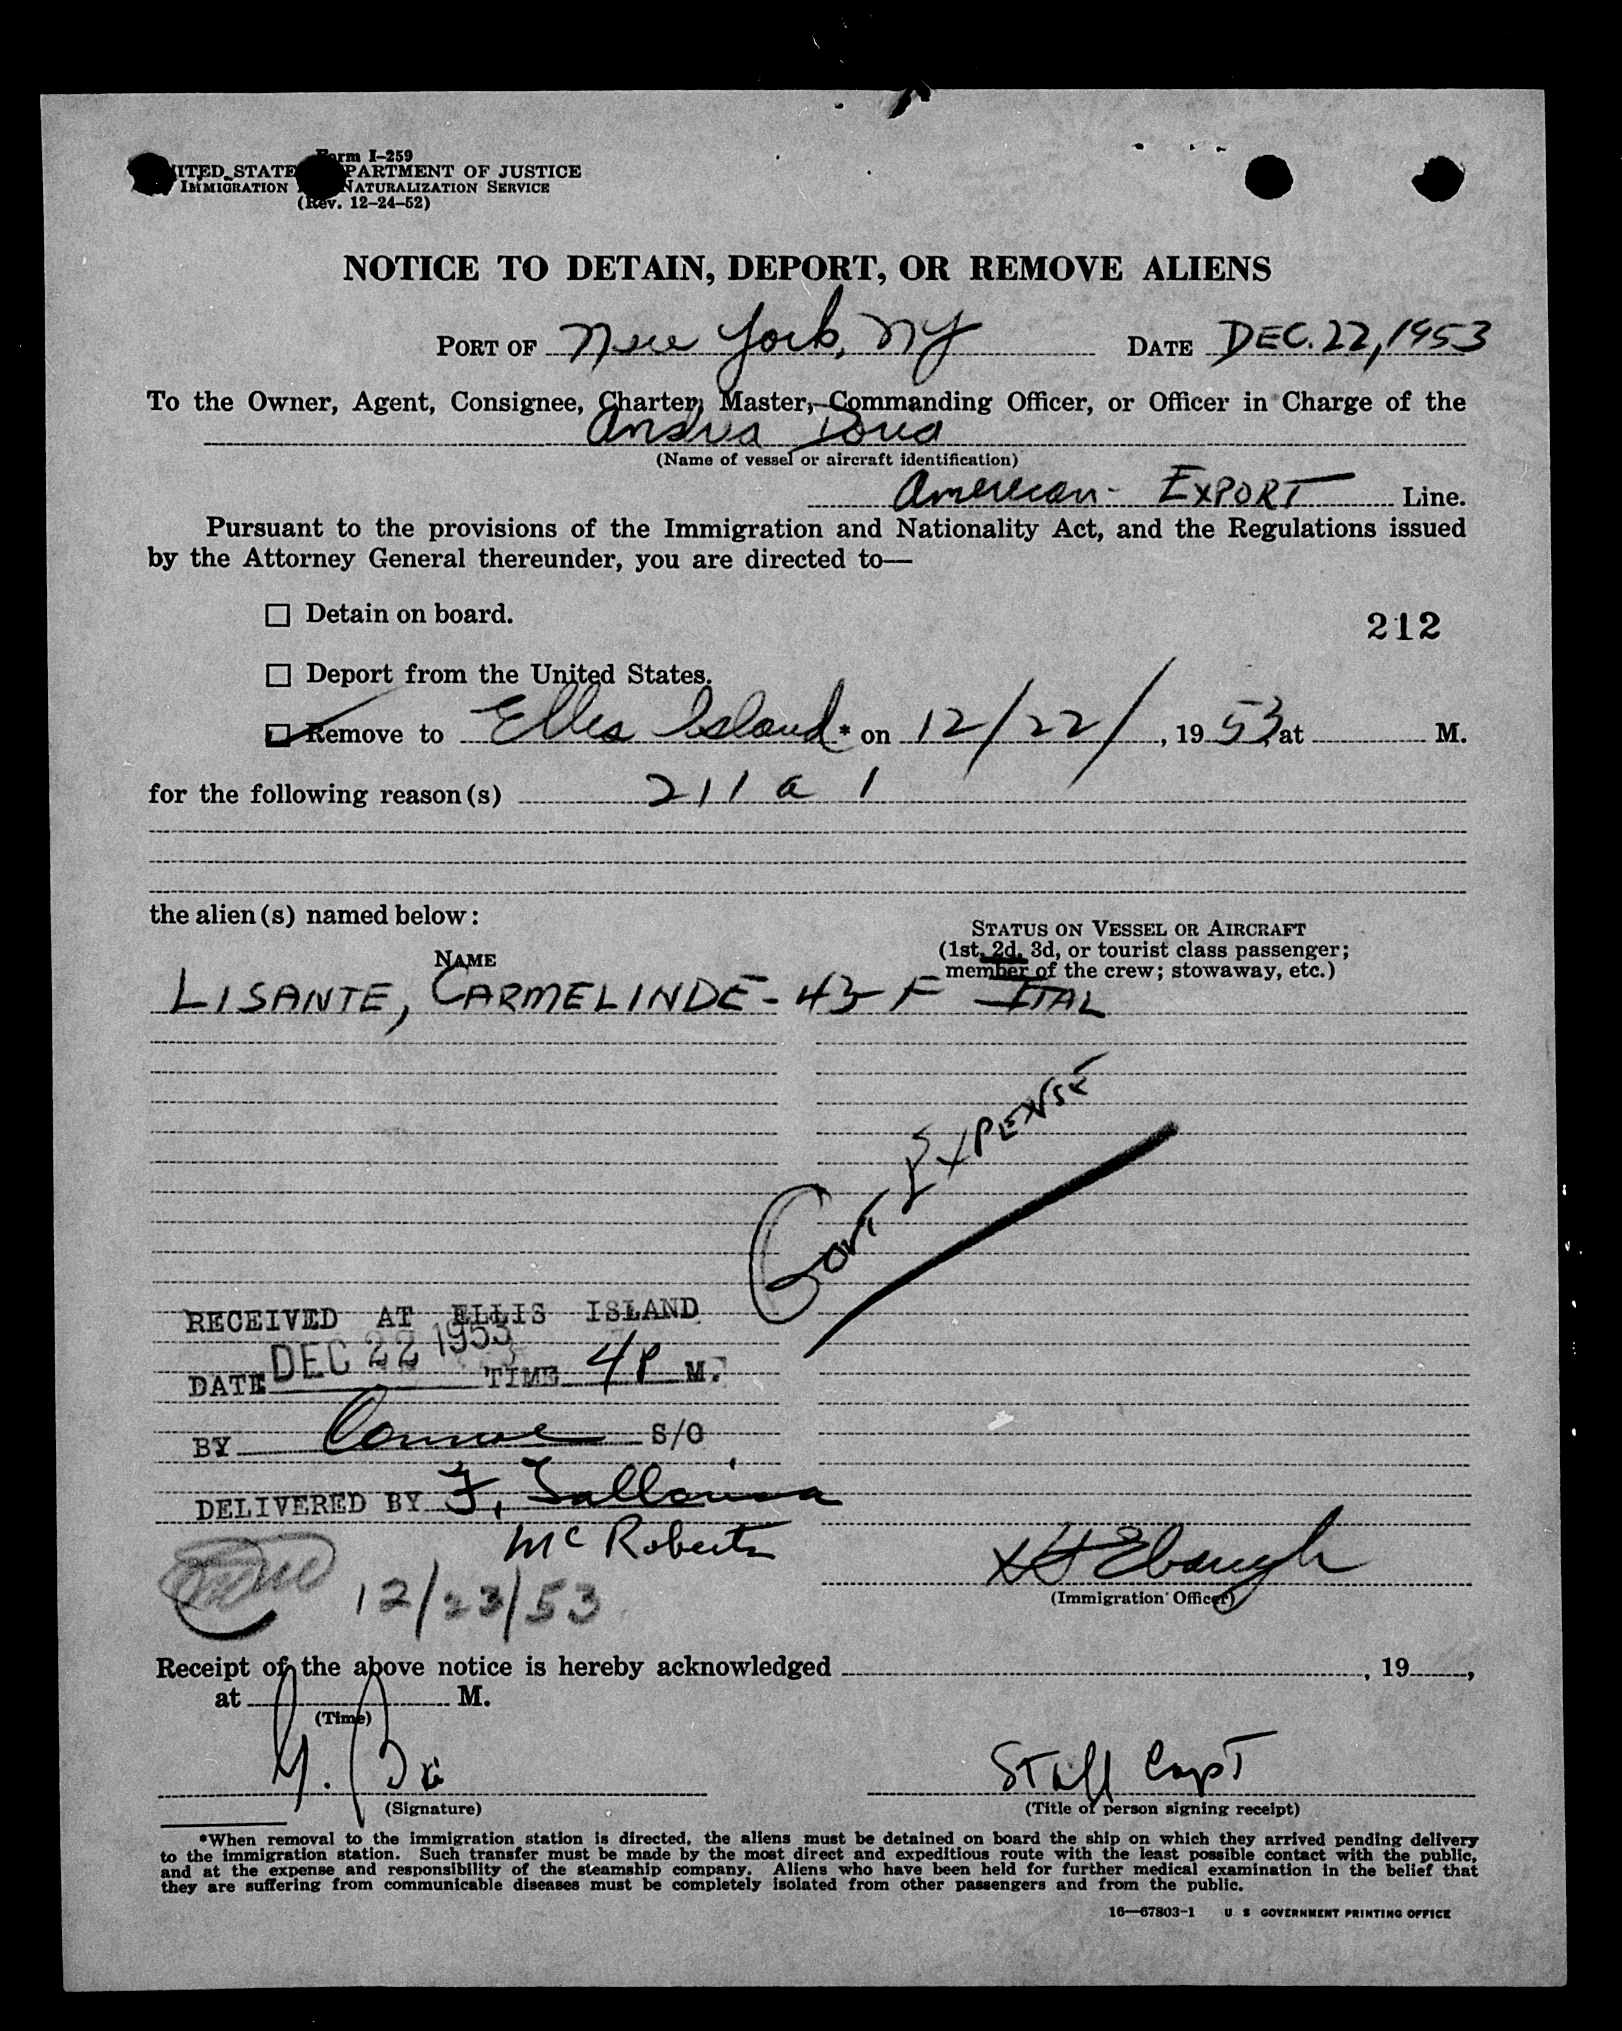 Form I-259
UNITED STATES DEPARTMENT OF JUSTICE
IMMIGRATION AND NATURALIZATION SERVICE
(Rev. 12-24-52)
NOTICE TO DETAIN, DEPORT, OR REMOVE ALIENS
PORT OF New York, NY DATE DEC. 22, 1953
To the Owner, Agent, Consignee, Charter, Master, Commanding Officer, or Officer in Charge of the
Andrea Doria
(Name of vessel or aircraft identification)
American - EXPORT Line.
Pursuant to the provisions of the Immigration and Nationality Act, and the Regulations issued
by the Attorney General thereunder, you are directed to—
Detain on board.
212
Deport from the United States.
Remove to Ellis Island * on 12/22/, 1953, at M.
for the following reason(s) 211 a 1
the alien(s) named below:
STATUS ON VESSEL OR AIRCRAFT
NAME
(1st, 2d, 3d, or tourist class passenger;
member of the crew; stowaway, etc.)
LISANTE, CARMELINDE - 43 F ITAL
Govt EXPENSE
RECEIVED AT ELLIS ISLAND
DATE DEC 22 1953 TIME 4 P M.
BY S/O
DELIVERED BY F.
McRoberts
12/23/53
H Ebaugh
(Immigration Officer)
Receipt of the above notice is hereby acknowledged , 19 ,
at M.
(Time)
Staff Capt
(Signature) (Title of person signing receipt)
*When removal to the immigration station is directed, the aliens must be detained on board the ship on which they arrived pending delivery
to the immigration station. Such transfer must be made by the most direct and expeditious route with the least possible contact with the public,
and at the expense and responsibility of the steamship company. Aliens who have been held for further medical examination in the belief that
they are suffering from communicable diseases must be completely isolated from other passengers and from the public.
16—67803-1 U S GOVERNMENT PRINTING OFFICE